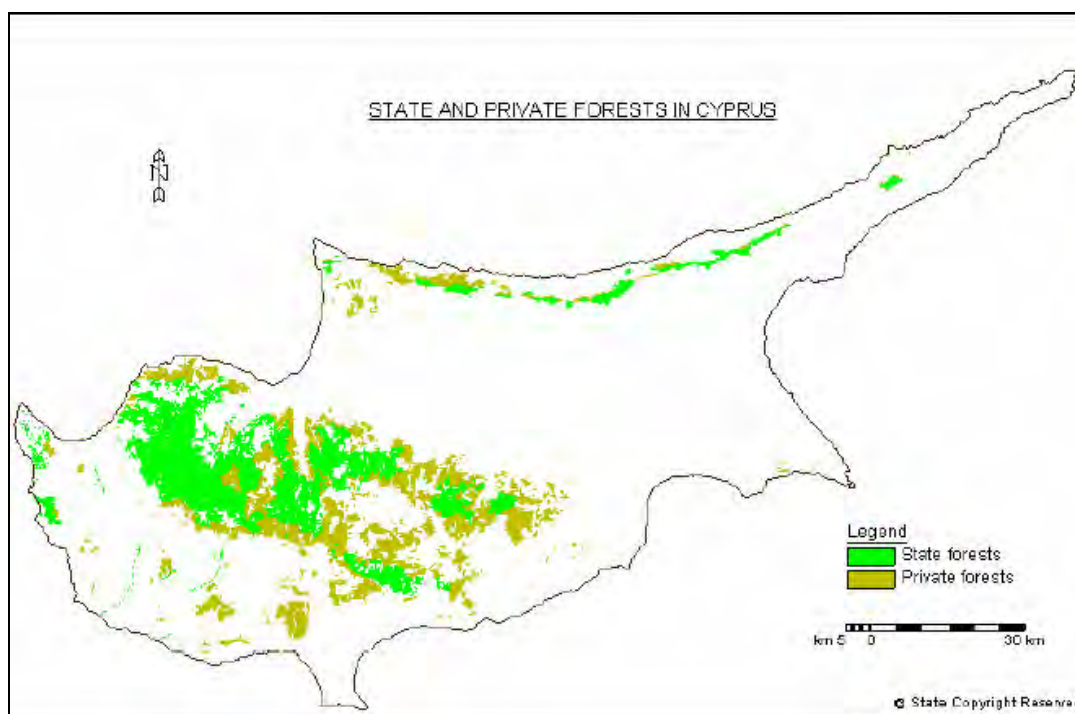 STATE AND PRIVATE FORESTS IN CYPRUS
N
Legend
State forests
Private forests
km 5 0 30 km
© State Copyright Reserve